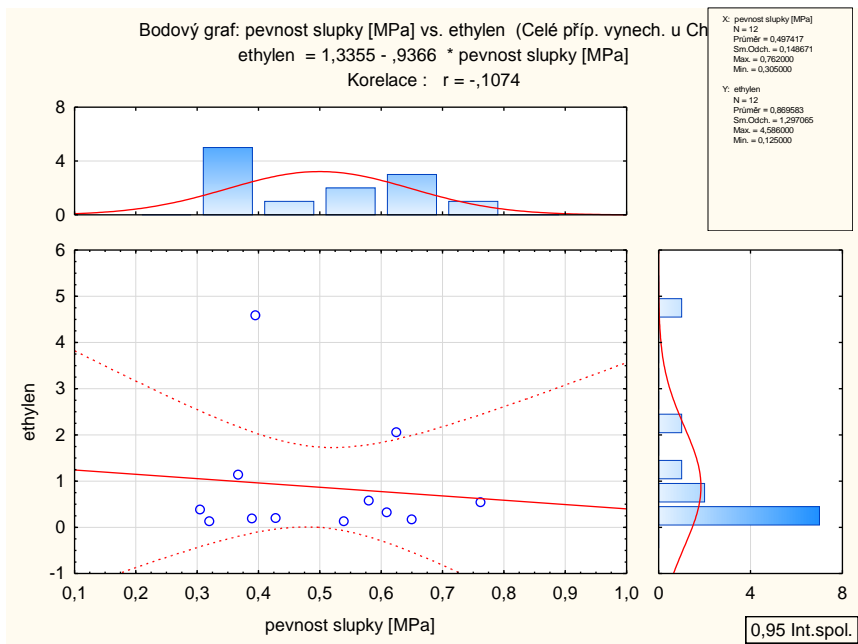 Bodový graf: pevnost slupky [MPa] vs. ethylen (Celé příp. vynech. u Ch
ethylen = 1,3355 - ,9366 * pevnost slupky [MPa]
Korelace : r = -,1074
X: pevnost slupky [MPa]
N = 12
Průměr = 0,497417
Sm.Odch. = 0,148671
Max. = 0,762000
Min. = 0,305000
Y: ethylen
N = 12
Průměr = 0,869583
Sm.Odch. = 1,297065
Max. = 4,586000
Min. = 0,125000
8
4
0
6
5
4
3
2
1
0
-1
ethylen
0,1 0,2 0,3 0,4 0,5 0,6 0,7 0,8 0,9 1,0
pevnost slupky [MPa]
0 4 8
0,95 Int.spol.